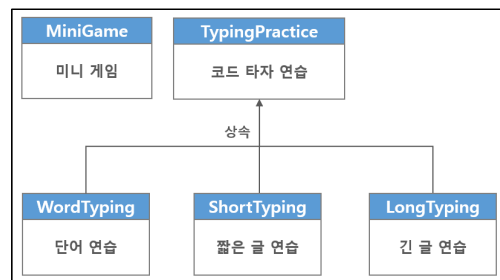 MiniGame
미니 게임
TypingPractice
코드 타자 연습
상속
WordTyping
단어 연습
ShortTyping
짧은 글 연습
LongTyping
긴 글 연습